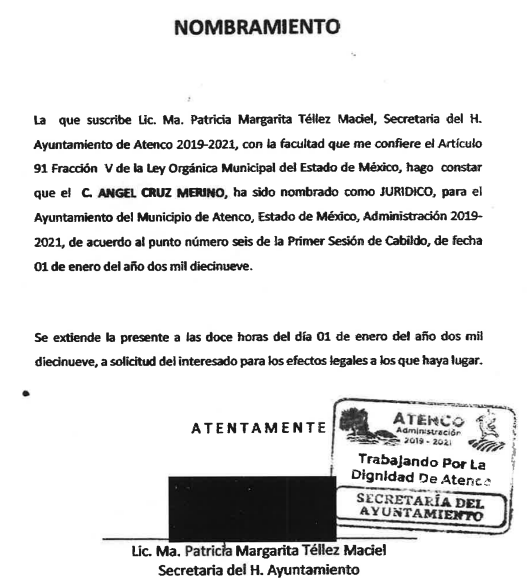 NOMBRAMIENTO
La que suscribe Lic. Ma. Patricia Margarita Téllez Maciel, Secretaria del H.
Ayuntamiento de Atenco 2019-2021, con la facultad que me confiere el Artículo
91 Fracción V de la Ley Orgánica Municipal del Estado de México, hago constar
que el C. ANGEL CRUZ MERINO, ha sido nombrado como JURIDICO, para el
Ayuntamiento del Municipio de Atenco, Estado de México, Administración 2019-
2021, de acuerdo al punto número seis de la Primer Sesión de Cabildo, de fecha
01 de enero del año dos mil diecinueve.
Se extiende la presente a las doce horas del día 01 de enero del año dos mil
diecinueve, a solicitud del interesado para los efectos legales a los que haya lugar.
ATENTAMENTE
ATENCO
Administración
2019 - 2021
Trabajando Por La
Dignidad De Atenco
SECRETARÍA DEL
AYUNTAMIENTO
Lic. Ma. Patricia Margarita Téllez Maciel
Secretaria del H. Ayuntamiento